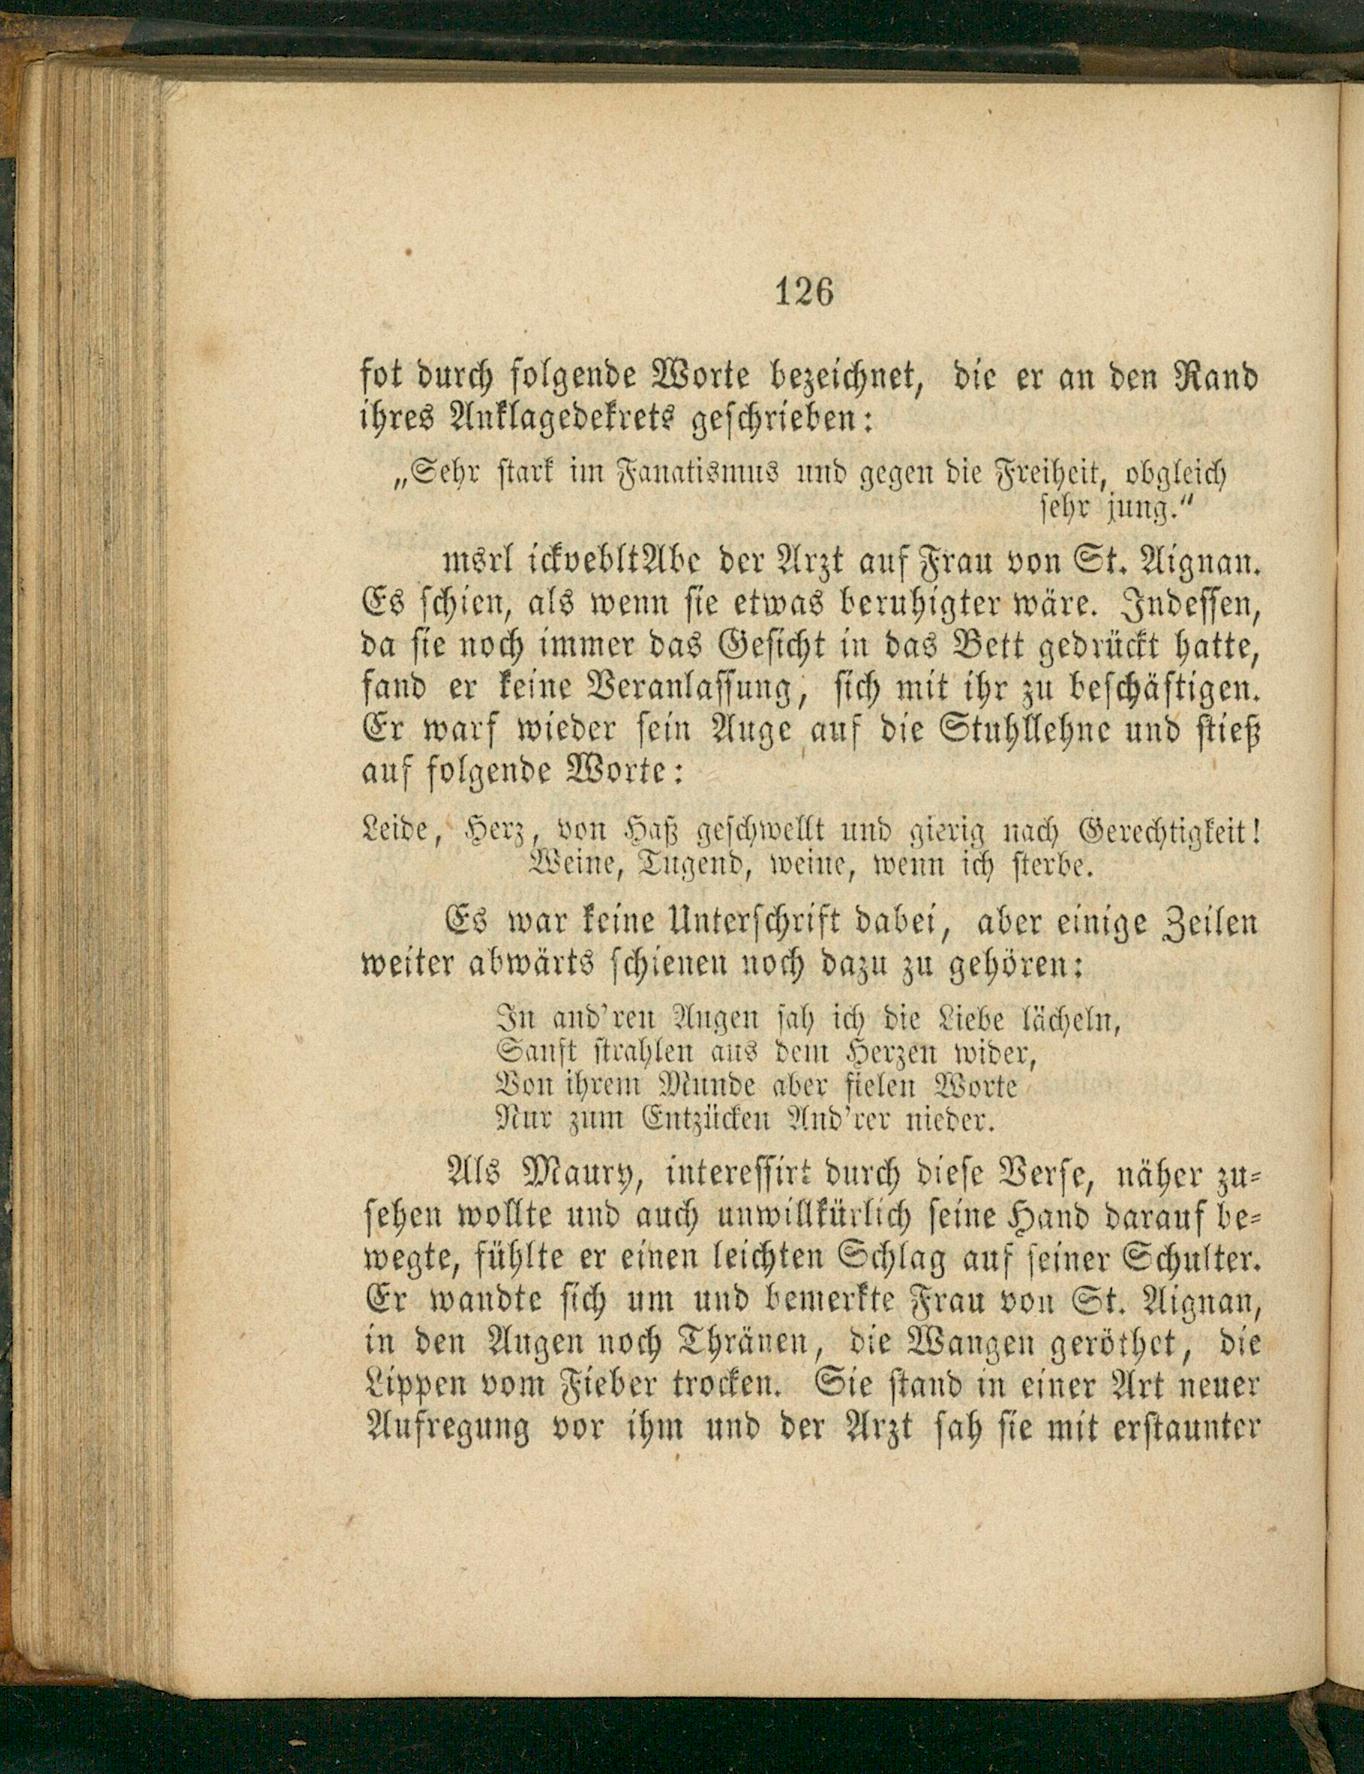 126
fot durch folgende Worte bezeichnet, die er an den Rand
ihres Anklagedekrets geschrieben:
„Sehr stark im Fanatismus und gegen die Freiheit, obgleich
sehr jung.“
msrl ickvebltAbe der Arzt auf Frau von St. Aignan.
Es schien, als wenn sie etwas beruhigter wäre. Indessen,
da sie noch immer das Gesicht in das Bett gedrückt hatte,
fand er keine Veranlassung, sich mit ihr zu beschäftigen.
Er warf wieder sein Auge auf die Stuhllehne und stieß
auf folgende Worte:
Leide, Herz, von Haß geschwellt und gierig nach Gerechtigkeit!
Weine, Tugend, weine, wenn ich sterbe.
Es war keine Unterschrift dabei, aber einige Zeilen
weiter abwärts schienen noch dazu zu gehören:
In and'ren Augen sah ich die Liebe lächeln,
Sanft strahlen aus dem Herzen wider,
Von ihrem Munde aber fielen Worte
Nur zum Entzücken And'rer nieder.
Als Maury, interessirt durch diese Verse, näher zu-
sehen wollte und auch unwillkürlich seine Hand darauf be-
wegte, fühlte er einen leichten Schlag auf seiner Schulter.
Er wandte sich um und bemerkte Frau von St. Aignan,
in den Augen noch Thränen, die Wangen geröthet, die
Lippen vom Fieber trocken. Sie stand in einer Art neuer
Aufregung vor ihm und der Arzt sah sie mit erstaunter